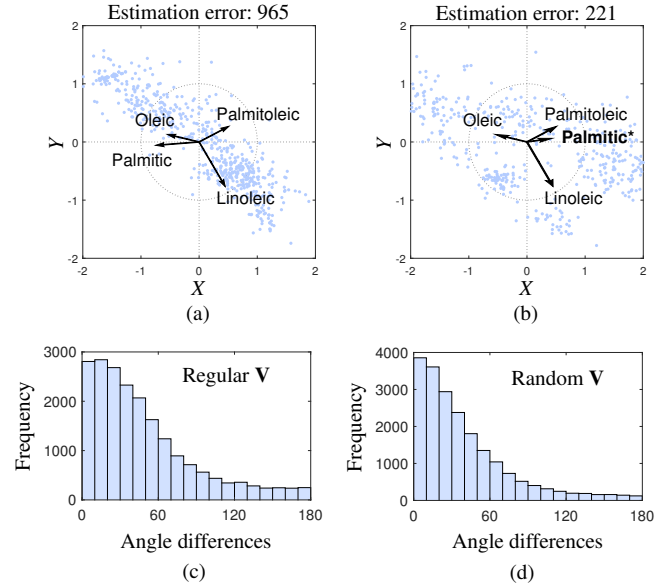 Estimation error: 965
2
1
0
-1
-2
-2
-1
0
1
2
Y
X
Oleic
Palmitoleic
Palmitic
Linoleic
(a)
Estimation error: 221
2
1
0
-1
-2
-2
-1
0
1
2
Y
X
Oleic
Palmitoleic
Palmitic*
Linoleic
(b)
3000
2000
1000
0
0
60
120
180
Frequency
Regular V
Angle differences
(c)
4000
3000
2000
1000
0
0
60
120
180
Frequency
Random V
Angle differences
(d)